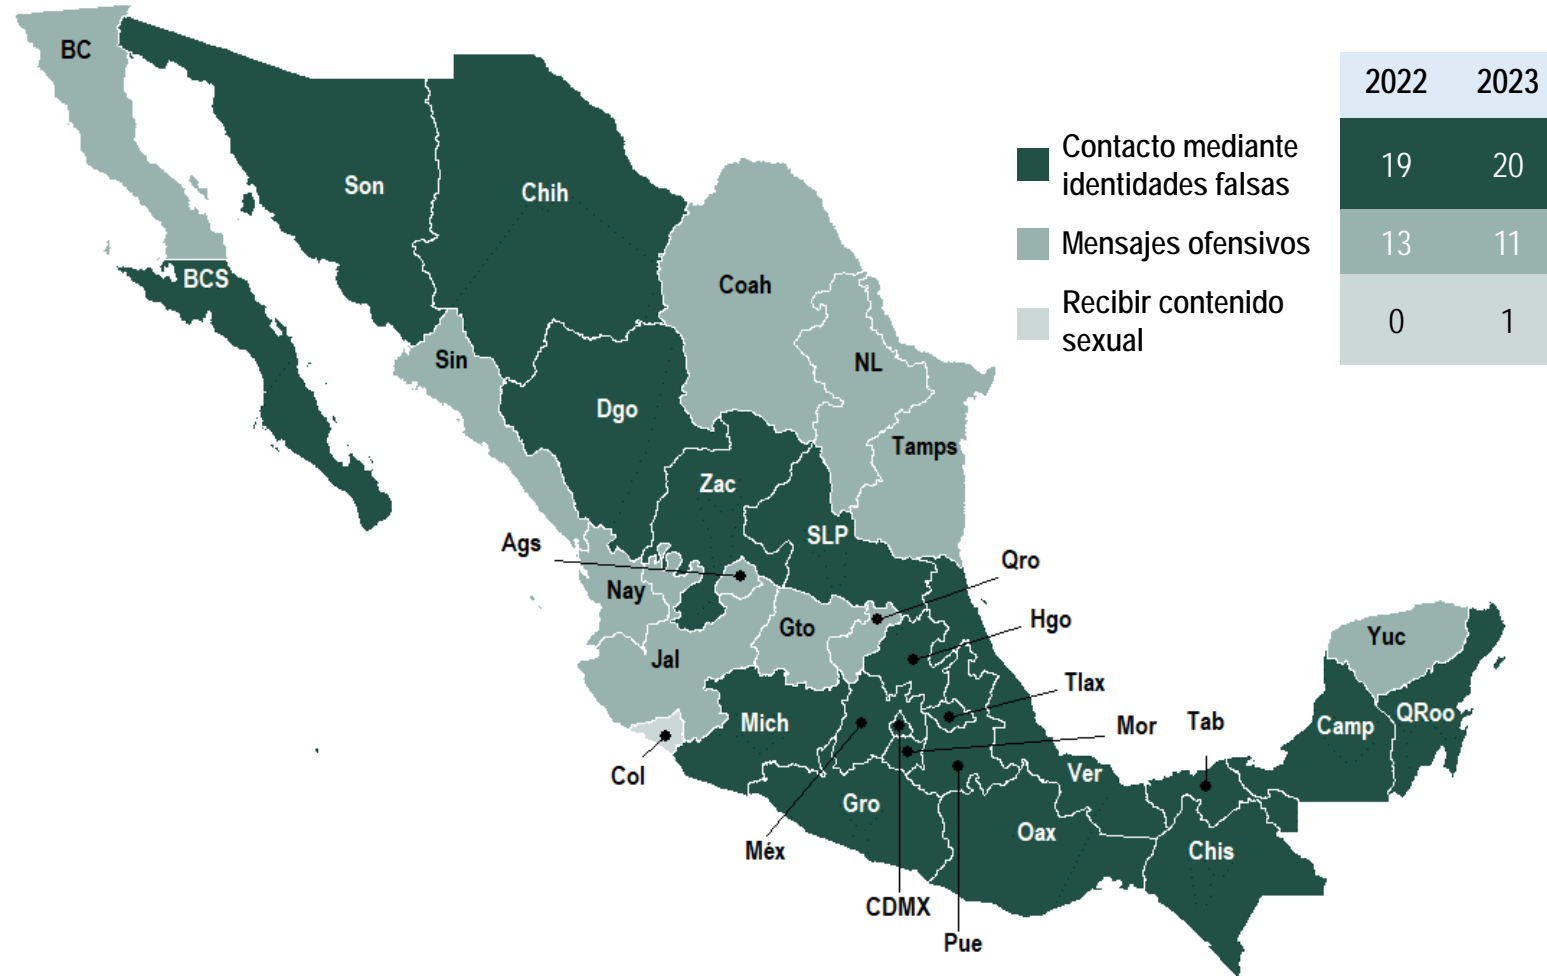 BC
2022 2023
Contacto mediante
identidades falsas
19 20
Son
Chih
Mensajes ofensivos
13 11
BCS
Coah
Recibir contenido
sexual
0 1
Sin
NL
Dgo
Tamps
Zac
SLP
Ags
Qro
Nay
Hgo
Gto
Yuc
Jal
Tlax
Mich
Mor
Tab
Camp
QRoo
Col
Ver
Gro
Oax
Méx
Chis
CDMX
Pue